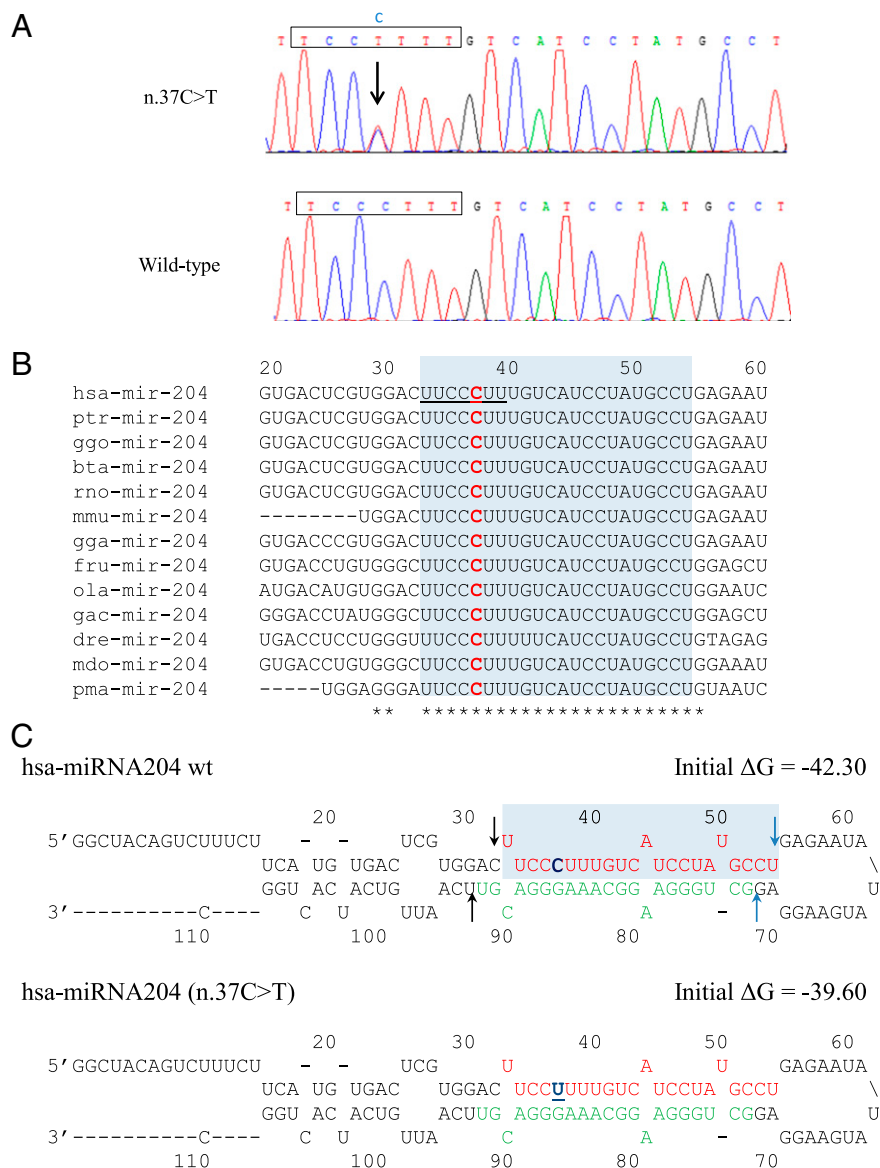 A
C
T T C C T T T T G T C A T C C T A T G C C T
n.37C>T
T T C C C T T T G T C A T C C T A T G C C T
Wild-type
B
20 30 40 50 60
hsa-mir-204 GUGACUCGUGGACUUCCCUUUGUCAUCCUAUGCCUGAGAAU
ptr-mir-204 GUGACUCGUGGACUUCCCUUUGUCAUCCUAUGCCUGAGAAU
ggo-mir-204 GUGACUCGUGGACUUCCCUUUGUCAUCCUAUGCCUGAGAAU
bta-mir-204 GUGACUCGUGGACUUCCCUUUGUCAUCCUAUGCCUGAGAAU
rno-mir-204 GUGACUCGUGGACUUCCCUUUGUCAUCCUAUGCCUGAGAAU
mmu-mir-204 --------UGGACUUCCCUUUGUCAUCCUAUGCCUGAGAAU
gga-mir-204 GUGACCCGUGGACUUCCCUUUGUCAUCCUAUGCCUGAGAAU
fru-mir-204 GUGACCUGUGGGCUUCCCUUUGUCAUCCUAUGCCUGGAGCU
ola-mir-204 AUGACAUGUGGACUUCCCUUUGUCAUCCUAUGCCUGGAAUC
gac-mir-204 GGGACCUAUGGGCUUCCCUUUGUCAUCCUAUGCCUGGAGCU
dre-mir-204 UGACCUCCUGGGUUUCCCUUUUUCAUCCUAUGCCUGTAGAG
mdo-mir-204 GUGACCUGUGGGCUUCCCUUUGUCAUCCUAUGCCUGGAAAU
pma-mir-204 -----UGGAGGGAUUCCCUUUGUCAUCCUAUGCCUGUAAUC
** ***********************
C
hsa-miRNA204 wt Initial ΔG = -42.30
20 30 40 50 60
5’GGCUACAGUCUUUCU - - UCG U A U GAGAAUA
UCA UG UGAC UGGAC UCCCUUUGUC UCCUA GCCU \
GGU AC ACUG ACUUG AGGGAAACGG AGGGU CGGA U
3’----------C---- C U UUA C A - GGAAGUA
110 100 90 80 70
hsa-miRNA204 (n.37C>T) Initial ΔG = -39.60
20 30 40 50 60
5’GGCUACAGUCUUUCU - - UCG U A U GAGAAUA
UCA UG UGAC UGGAC UCCUUUUGUC UCCUA GCCU \
GGU AC ACUG ACUUG AGGGAAACGG AGGGU CGGA U
3’----------C---- C U UUA C A - GGAAGUA
110 100 90 80 70